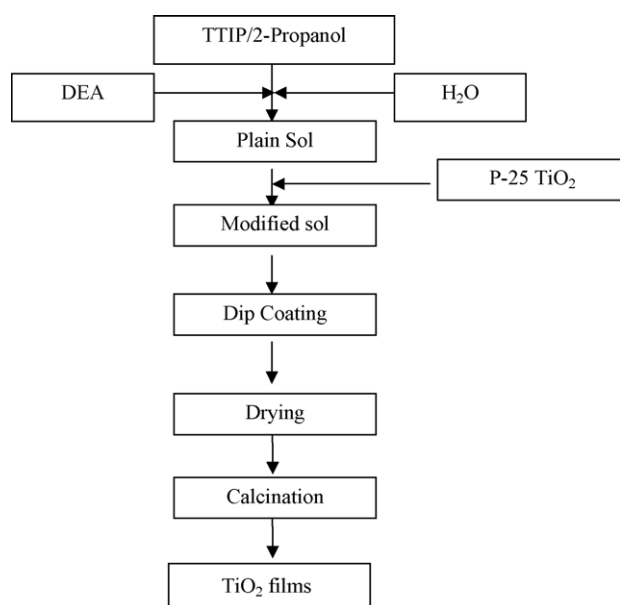 TTIP/2-Propanol
DEA
H₂O
Plain Sol
P-25 TiO₂
Modified sol
Dip Coating
Drying
Calcination
TiO₂ films